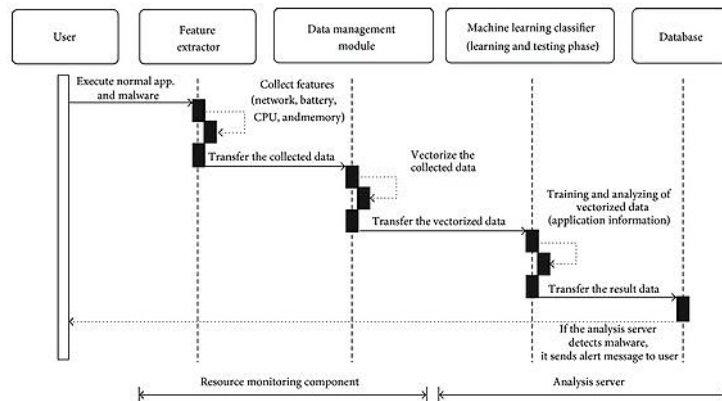 User
Feature
extractor
Data management
module
Machine learning classifier
(learning and testing phase)
Database
Execute normal app.
and malware
Collect features
(network, battery,
CPU, andmemory)
Transfer the collected data
Vectorize the
collected data
Transfer the vectorized data
Training and analyzing of
vectorized data
(application information)
Transfer the result data
If the analysis server
detects malware,
it sends alert message to user
Resource monitoring component
Analysis server